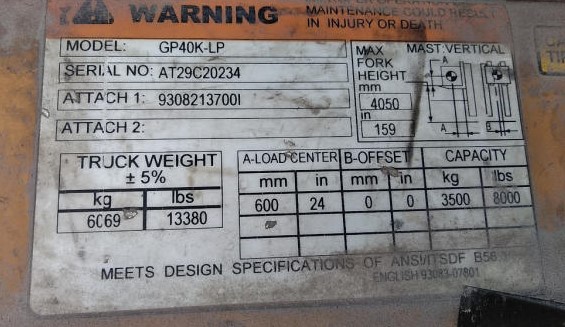 WARNING
MAINTENANCE COULD RESULT
IN INJURY OR DEATH
MODEL: GP40K-LP
SERIAL NO: AT29C20234
ATTACH 1: 93082137001
ATTACH 2:
MAX
FORK
HEIGHT
mm
4050
in
159
MAST:VERTICAL
A
A
B
TRUCK WEIGHT
± 5%
kg lbs
6069 13380
A-LOAD CENTER B-OFFSET CAPACITY
mm in mm in kg lbs
600 24 0 0 3500 8000
MEETS DESIGN SPECIFICATIONS OF ANSI/ITSDF B56
ENGLISH 93083-07801